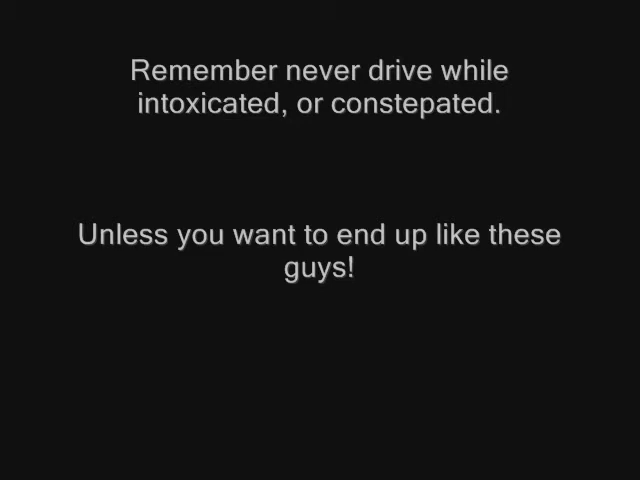 Remember never drive while
intoxicated, or constepated.
Unless you want to end up like these
guys!